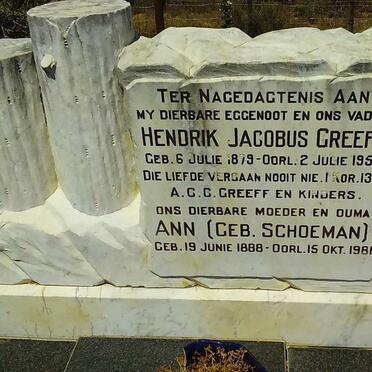 TER NAGEDAGTENIS AAN
MY DIERBARE EGGENOOT EN ONS VAD
HENDRIK JACOBUS GREEF
GEB. 6 JULIE 1879-OORL. 2 JULIE 195
DIE LIEFDE VERGAAN NOOIT NIE. 1 KOR. 13
A.C.G. GREEFF EN KINDERS.
ONS DIERBARE MOEDER EN OUMA
ANN (GEB. SCHOEMAN)
GEB. 19 JUNIE 1888-OORL. 15 OKT. 1981